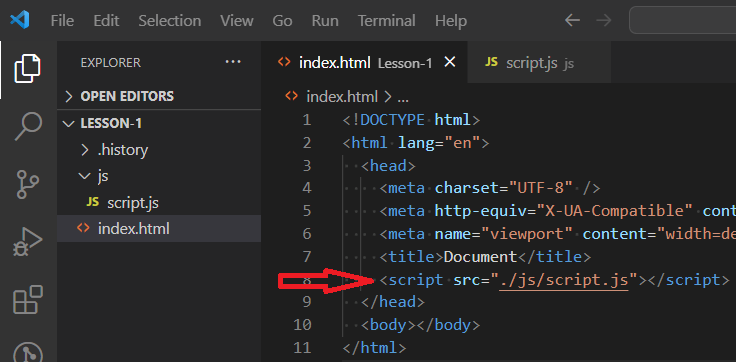 File Edit Selection View Go Run Terminal Help
EXPLORER ...
index.html Lesson-1
JS script.js js
OPEN EDITORS
LESSON-1
.history
js
JS script.js
index.html
index.html > ...
1 <!DOCTYPE html>
2 <html lang="en">
3 <head>
4 <meta charset="UTF-8" />
5 <meta http-equiv="X-UA-Compatible" cont
6 <meta name="viewport" content="width=de
7 <title>Document</title>
8 <script src="./js/script.js"></script>
9 </head>
10 <body></body>
11 </html>